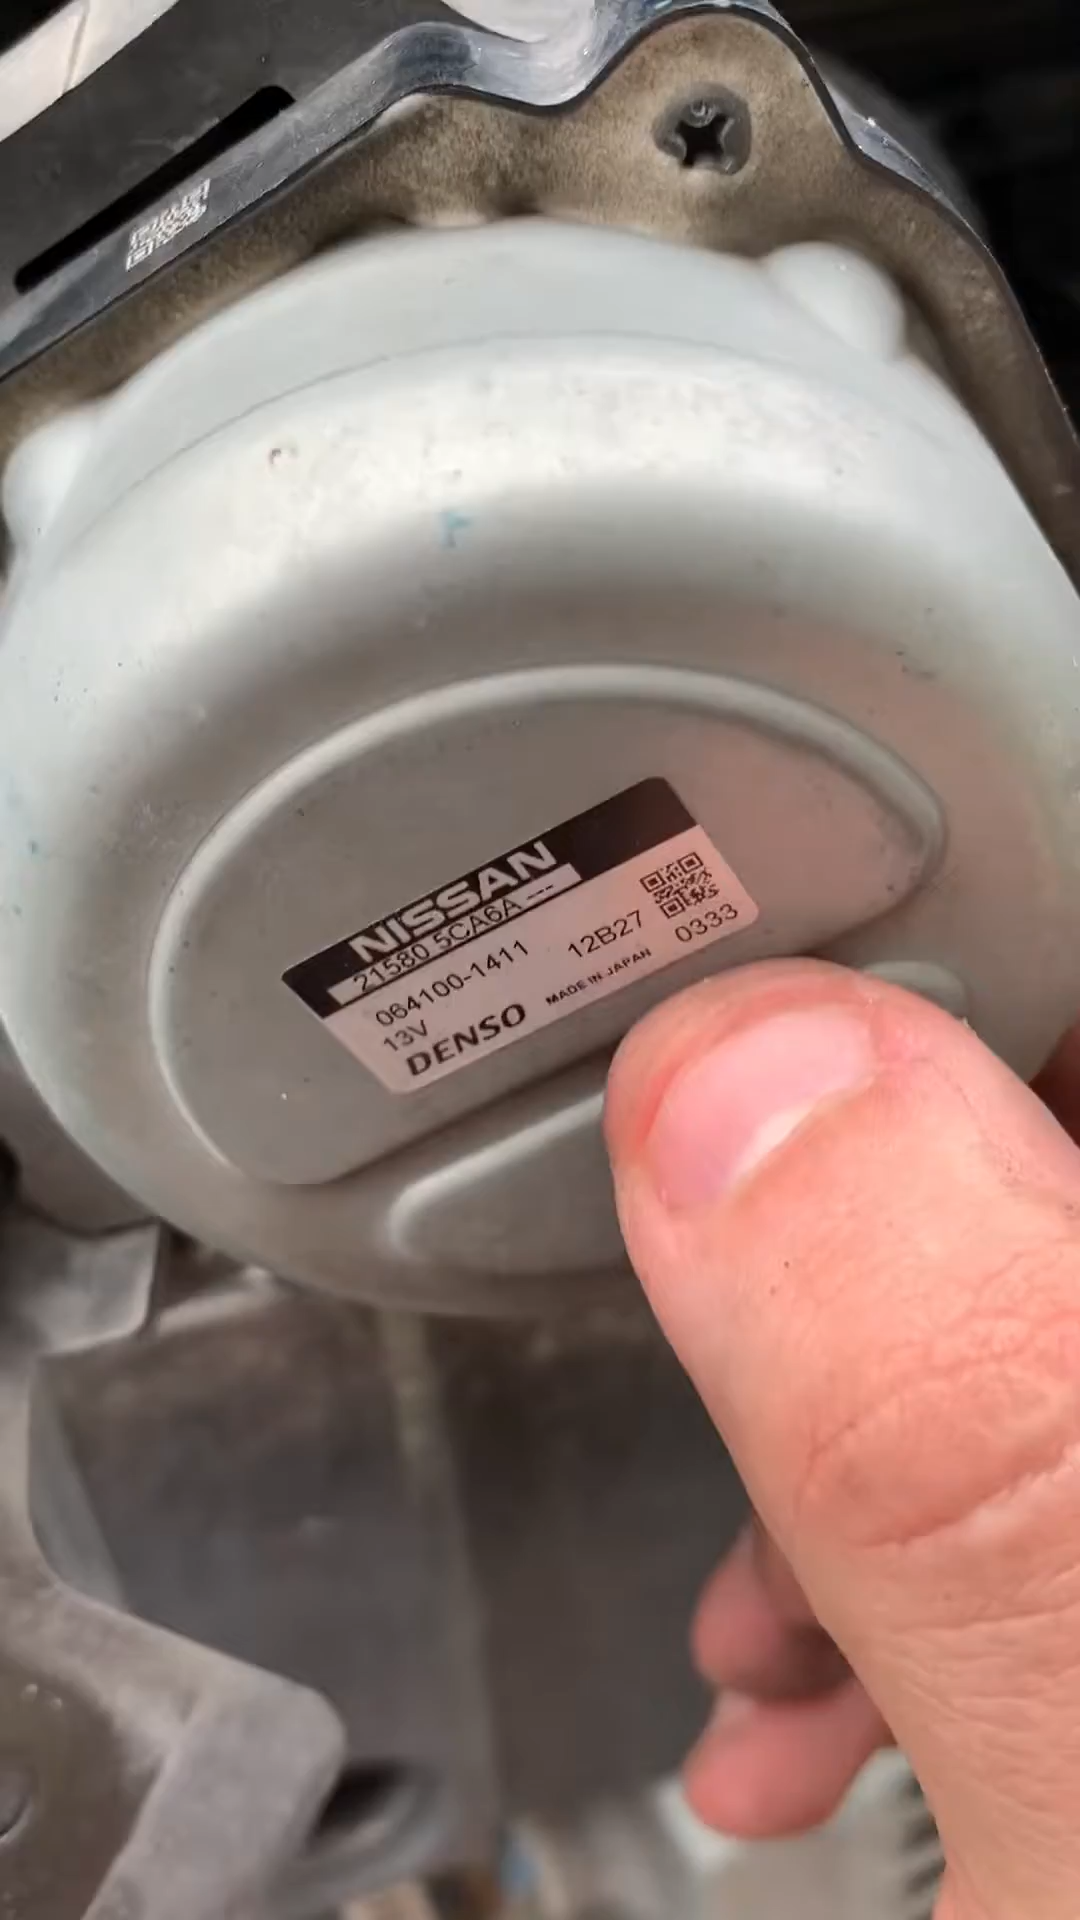 NISSAN
21580 5CA6A---
064100-1411 12B27
13V 0333
DENSO MADE IN JAPAN